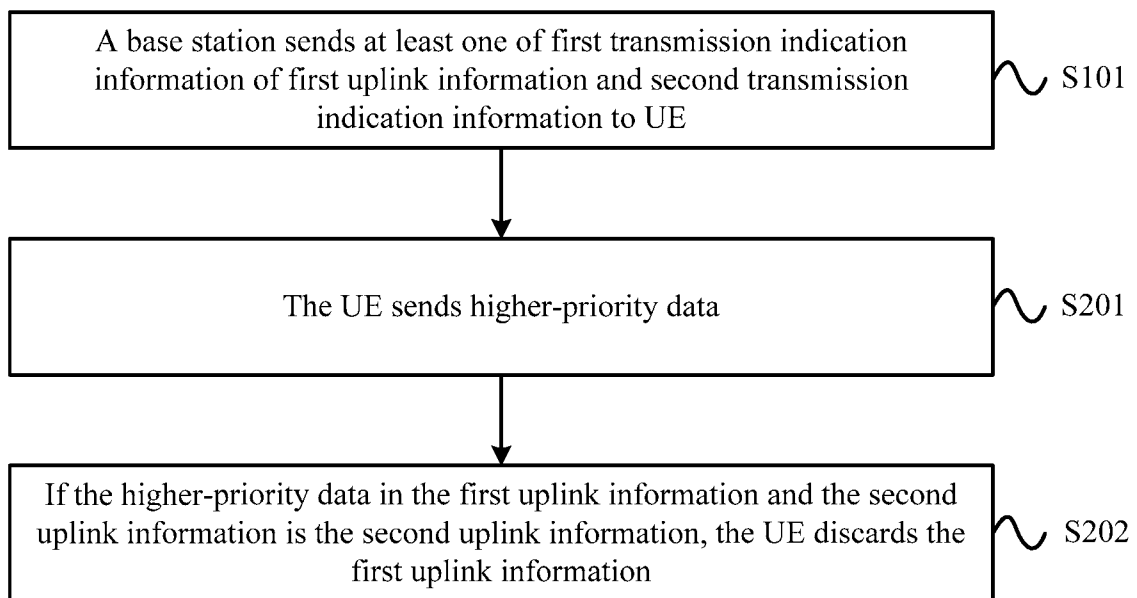 A base station sends at least one of first transmission indication
information of first uplink information and second transmission
indication information to UE
S101
The UE sends higher-priority data
S201
If the higher-priority data in the first uplink information and the second
uplink information is the second uplink information, the UE discards the
first uplink information
S202